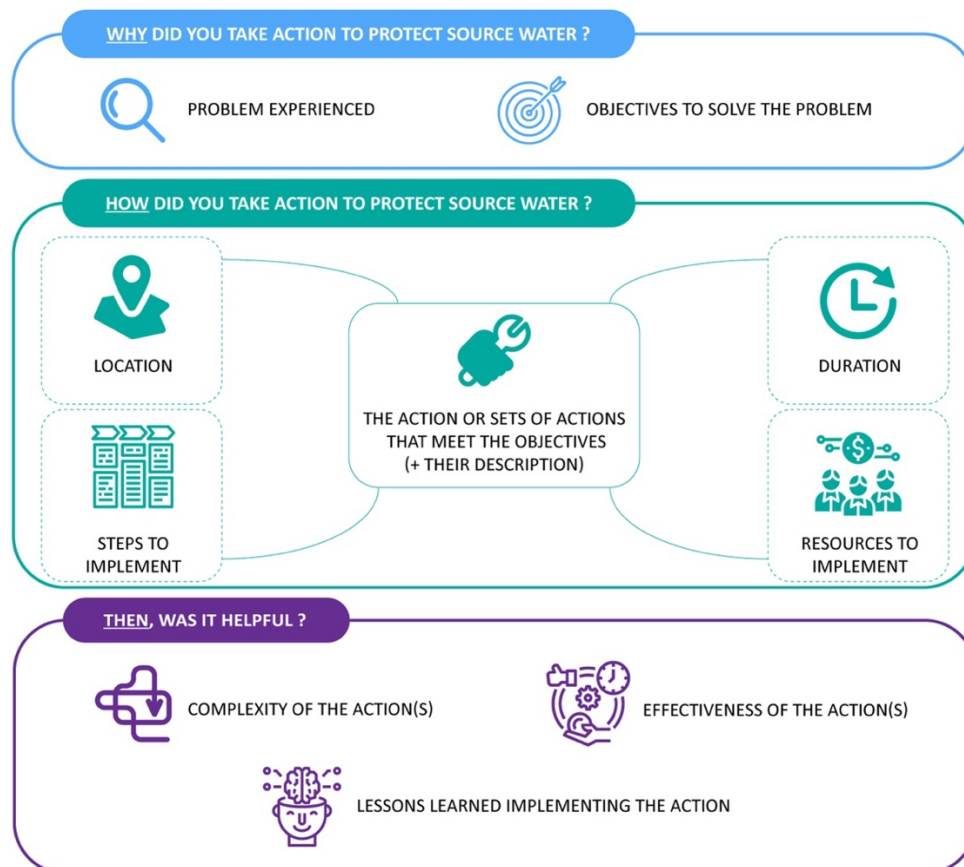 WHY DID YOU TAKE ACTION TO PROTECT SOURCE WATER ?
PROBLEM EXPERIENCED
OBJECTIVES TO SOLVE THE PROBLEM
HOW DID YOU TAKE ACTION TO PROTECT SOURCE WATER ?
LOCATION
DURATION
THE ACTION OR SETS OF ACTIONS
THAT MEET THE OBJECTIVES
(+ THEIR DESCRIPTION)
$
STEPS TO
IMPLEMENT
RESOURCES TO
IMPLEMENT
THEN, WAS IT HELPFUL ?
COMPLEXITY OF THE ACTION(S)
EFFECTIVENESS OF THE ACTION(S)
LESSONS LEARNED IMPLEMENTING THE ACTION